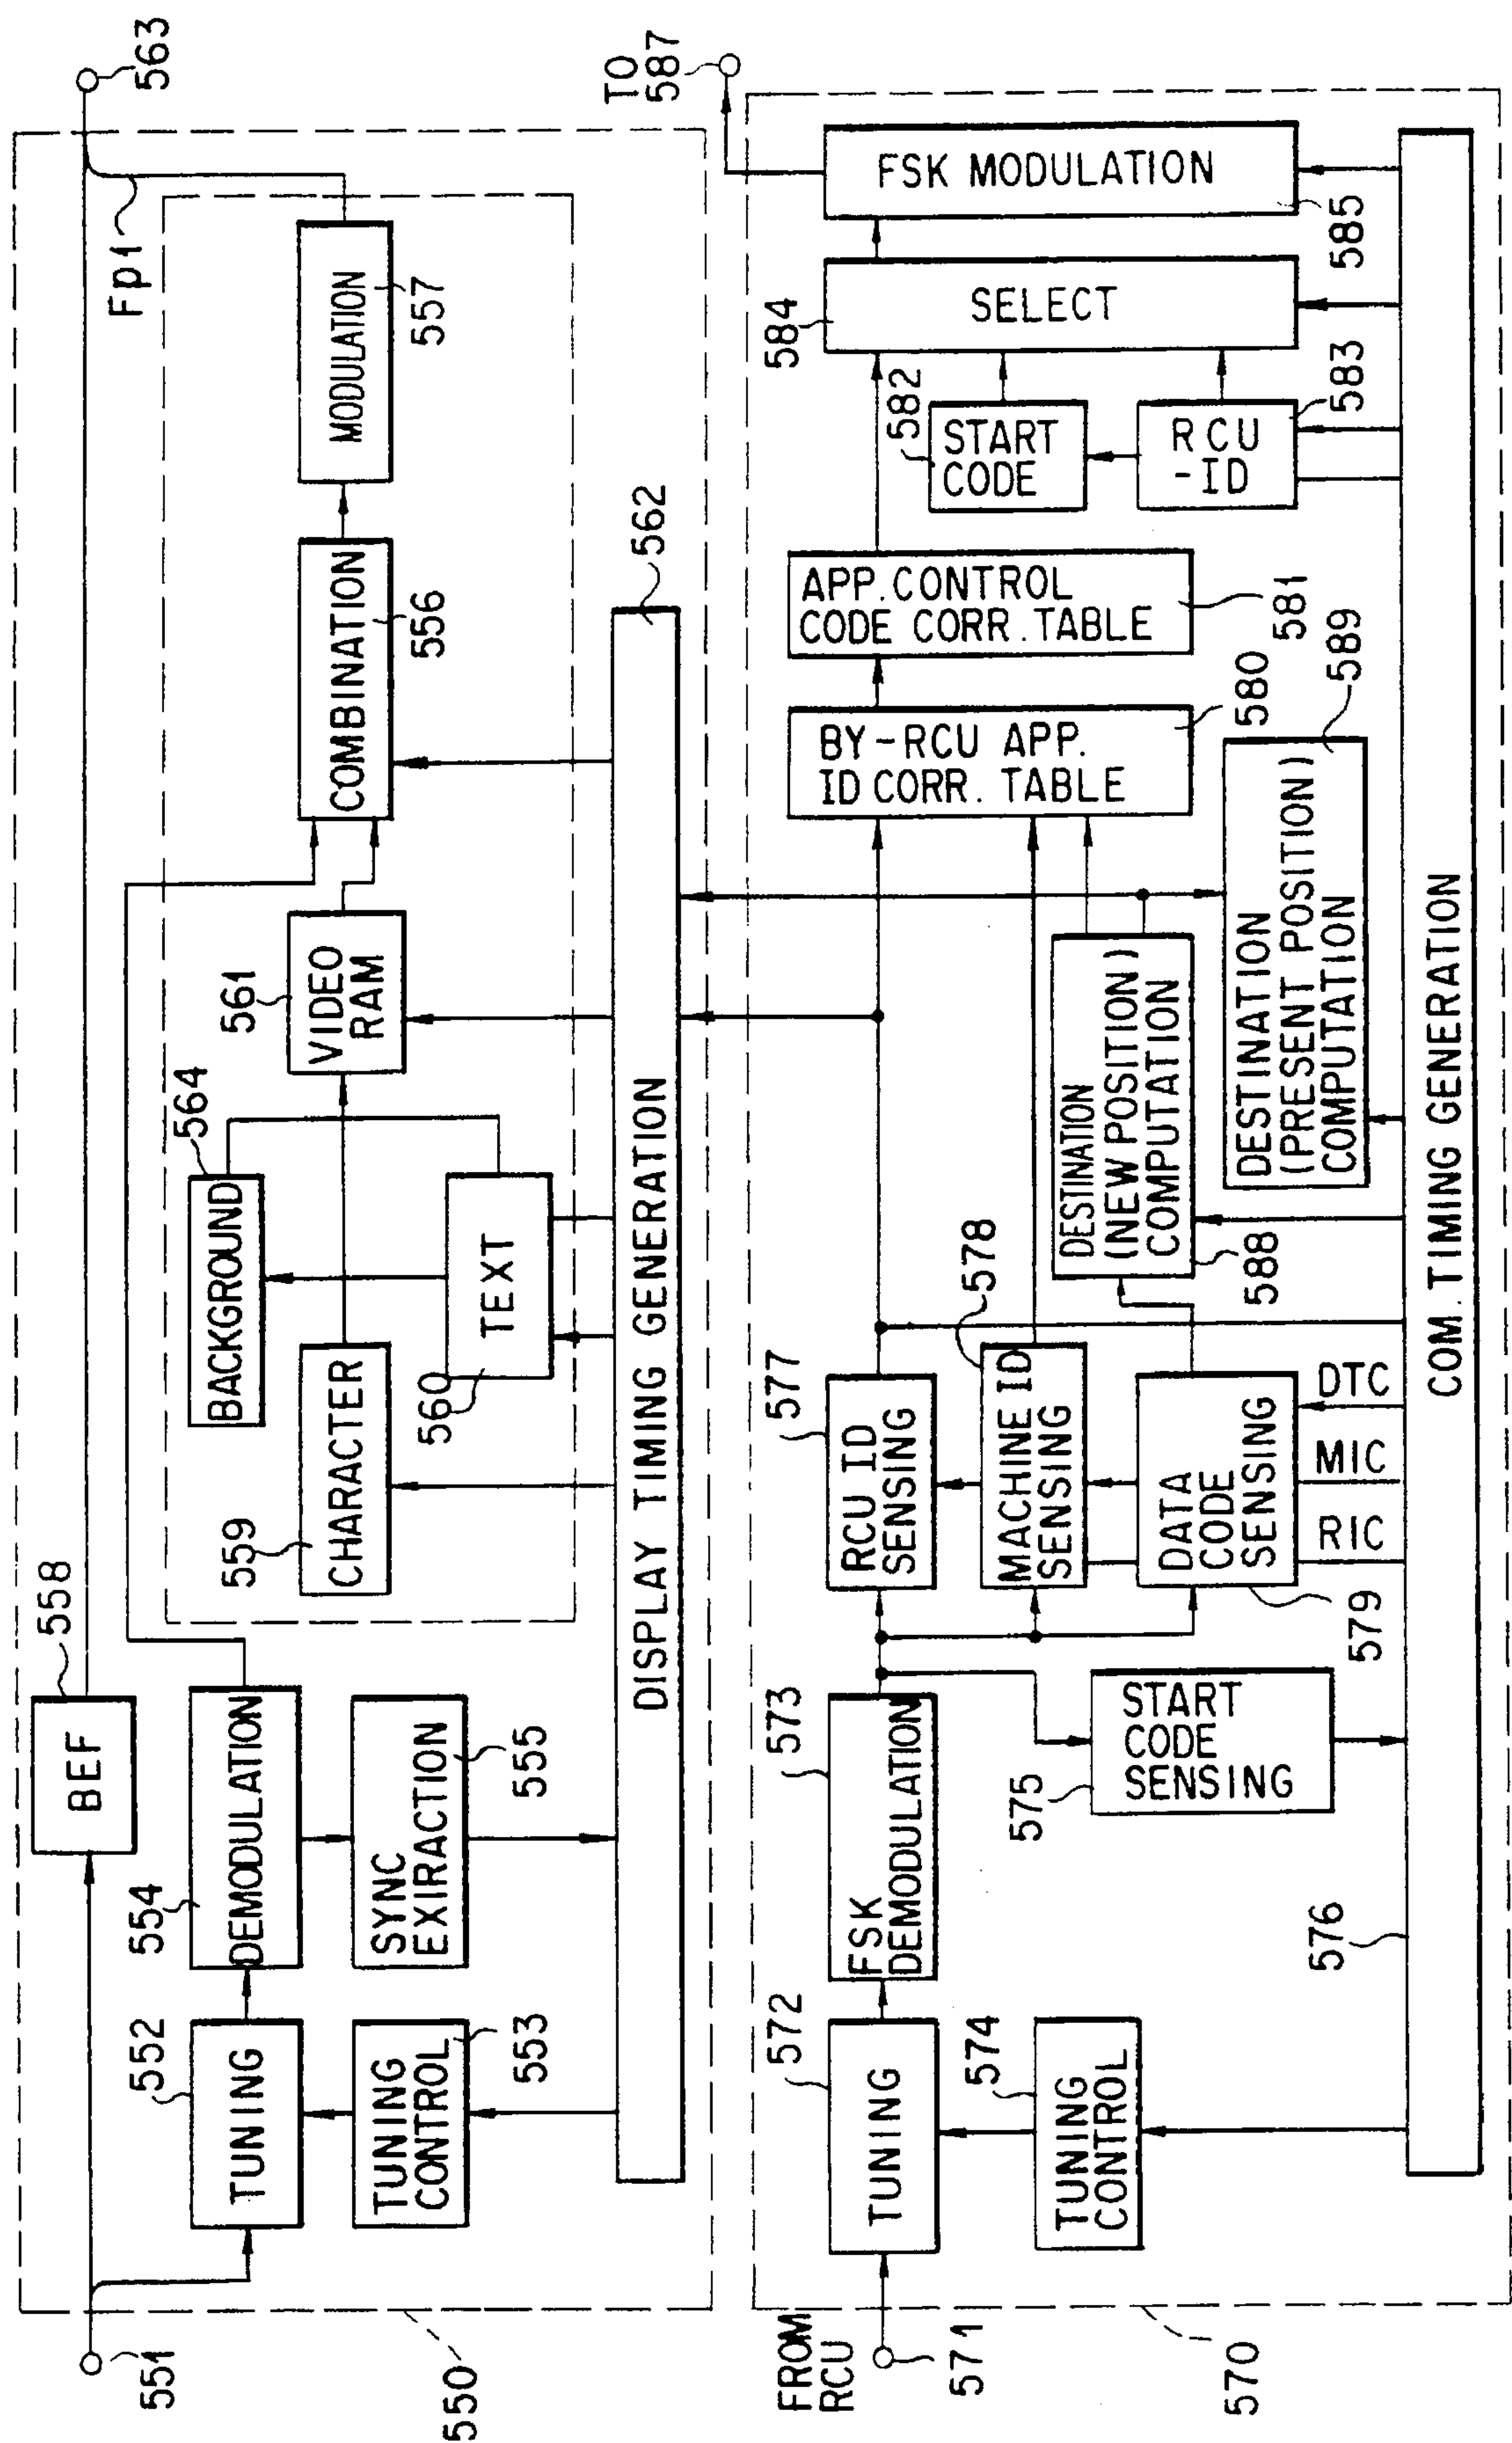 551
550
BEF
558
Fp1
563
TUNING
552
TUNING
CONTROL
553
DEMODULATION
554
SYNC
EXIRACTION
555
CHARACTER
559
BACKGROUND
564
TEXT
560
VIDEO
RAM
561
COMBINATION
556
MODULATION
557
DISPLAY TIMING GENERATION
562
FROM
RCU
571
570
TUNING
572
TUNING
CONTROL
574
FSK
DEMODULATION
573
START
CODE
SENSING
575
576
RCU ID
SENSING
577
MACHINE ID
SENSING
578
DATA
CODE
SENSING
579
RIC
MIC
DTC
DESTINATION
(NEW POSITION)
COMPUTATION
588
DESTINATION
(PRESENT POSITION)
COMPUTATION
589
BY-RCU APP.
ID CORR. TABLE
580
APP. CONTROL
CODE CORR. TABLE
581
START
CODE
582
RCU
-ID
583
SELECT
584
FSK MODULATION
585
TO
587
COM. TIMING GENERATION